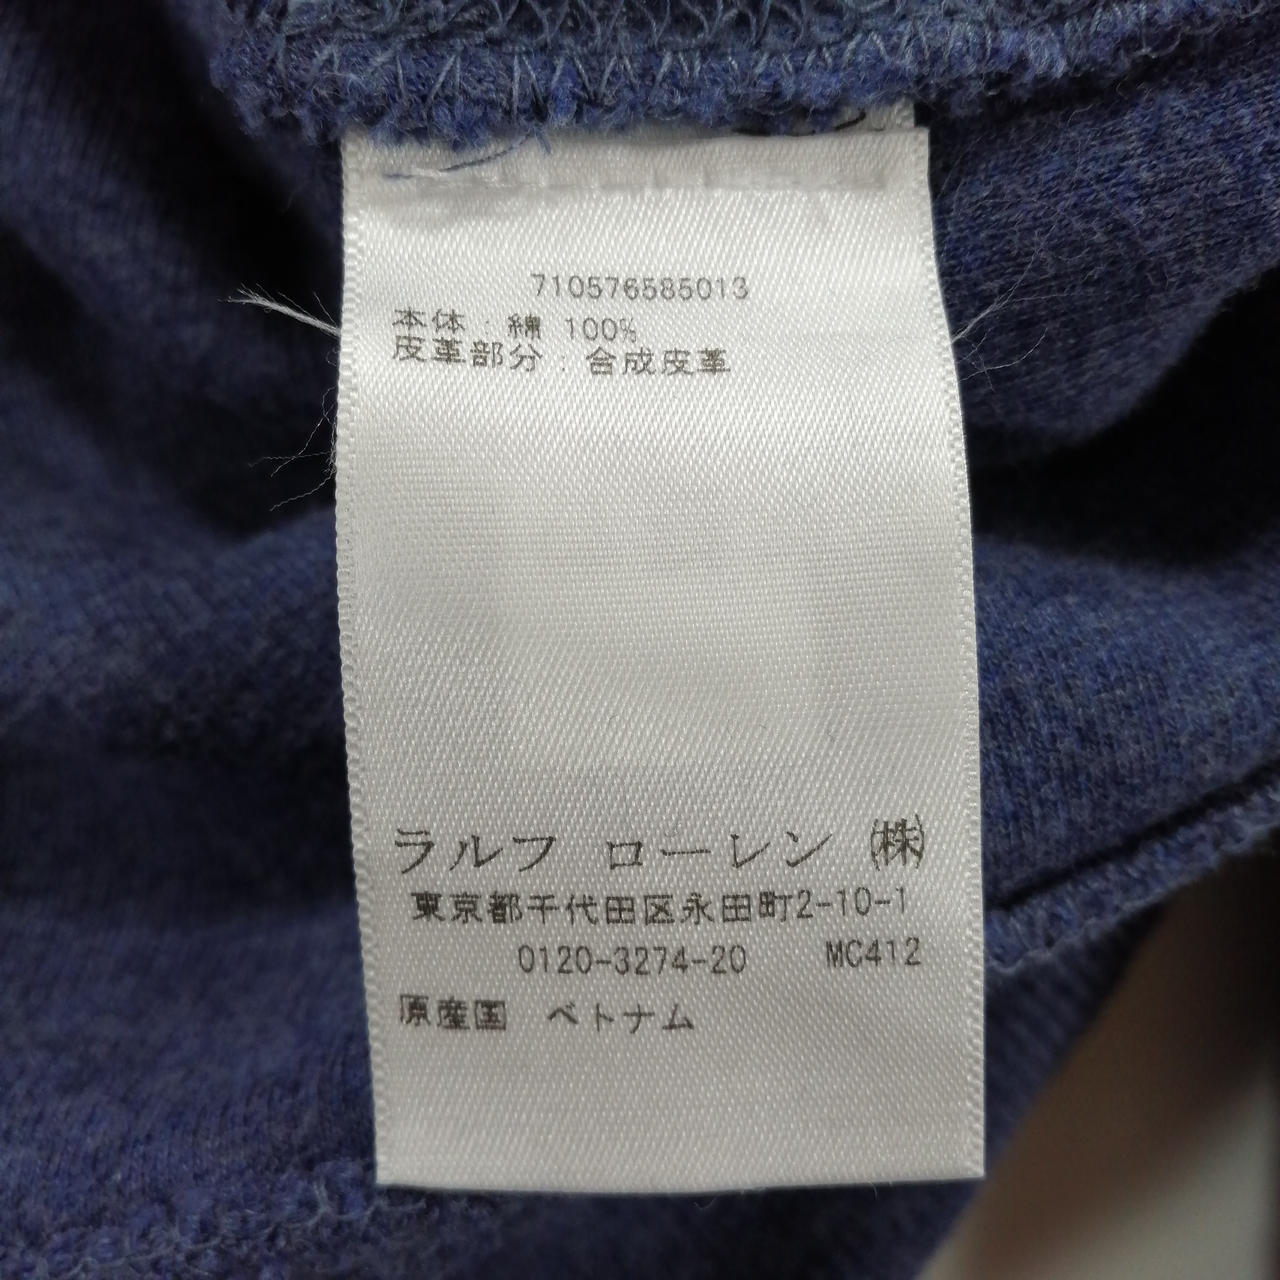 710576585013
本体：綿 100%
皮革部分：合成皮革
ラルフ ローレン ㈱
東京都千代田区永田町2-10-1
0120-3274-20 MC412
原産国 ベトナム